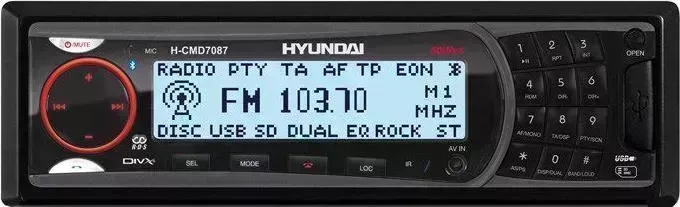 ⏻/MUTE
MIC
H-CMD7087
HYUNDAI
OPEN
RADIO PTY TA AF TP EON
FM 103.70
M1
MHZ
DISC USB SD DUAL EQ ROCK ST
RDS
DIVX
SEL
MODE
LOC
IR
AV IN
1
2
RPT
3
INT
4
RDM
5
DIR-
6
DIR+
7
AF/MONO
8
TA/DSP
9
PTY/SCN
*
AS/PS
0
DISP/DUAL
#
BAND/LOUD